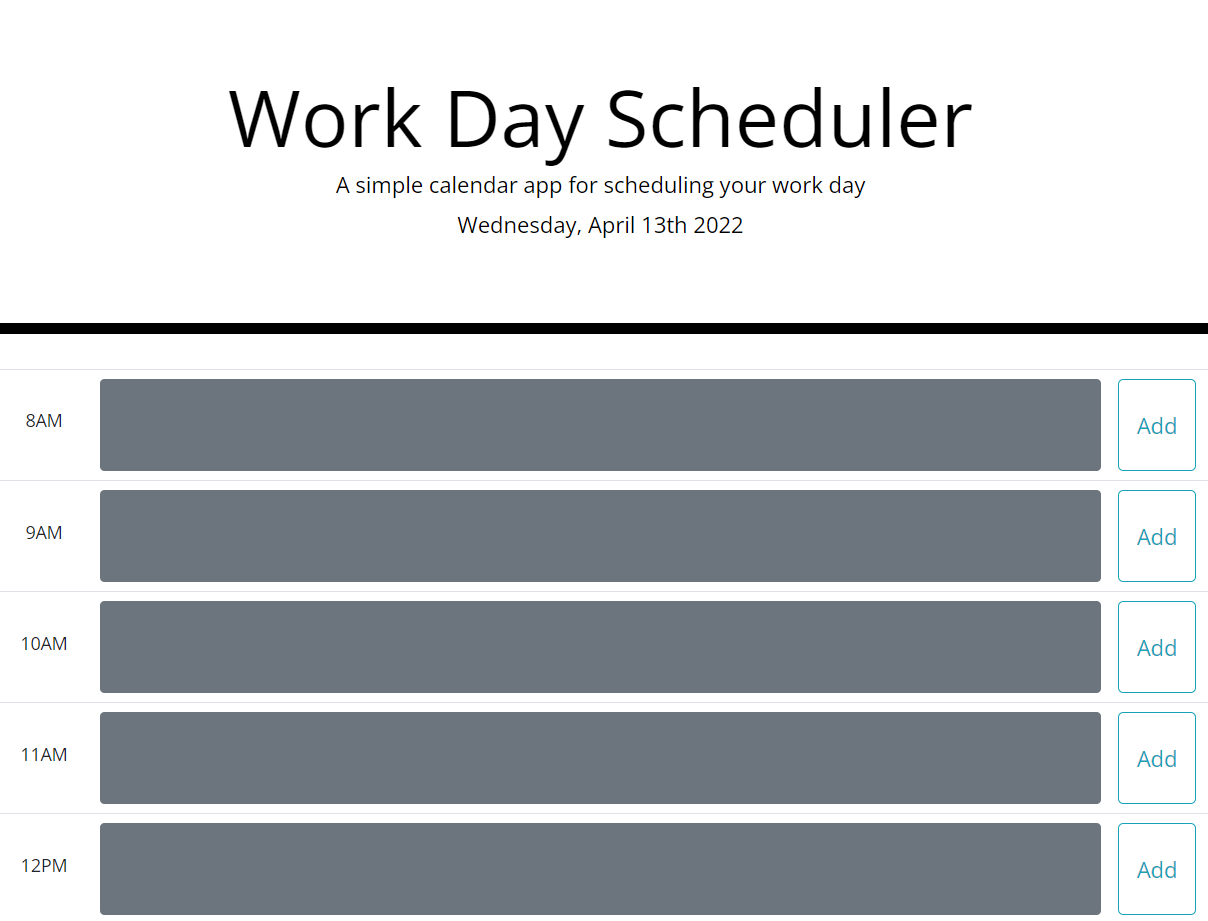 Work Day Scheduler
A simple calendar app for scheduling your work day
Wednesday, April 13th 2022
8AM Add
9AM Add
10AM Add
11AM Add
12PM Add